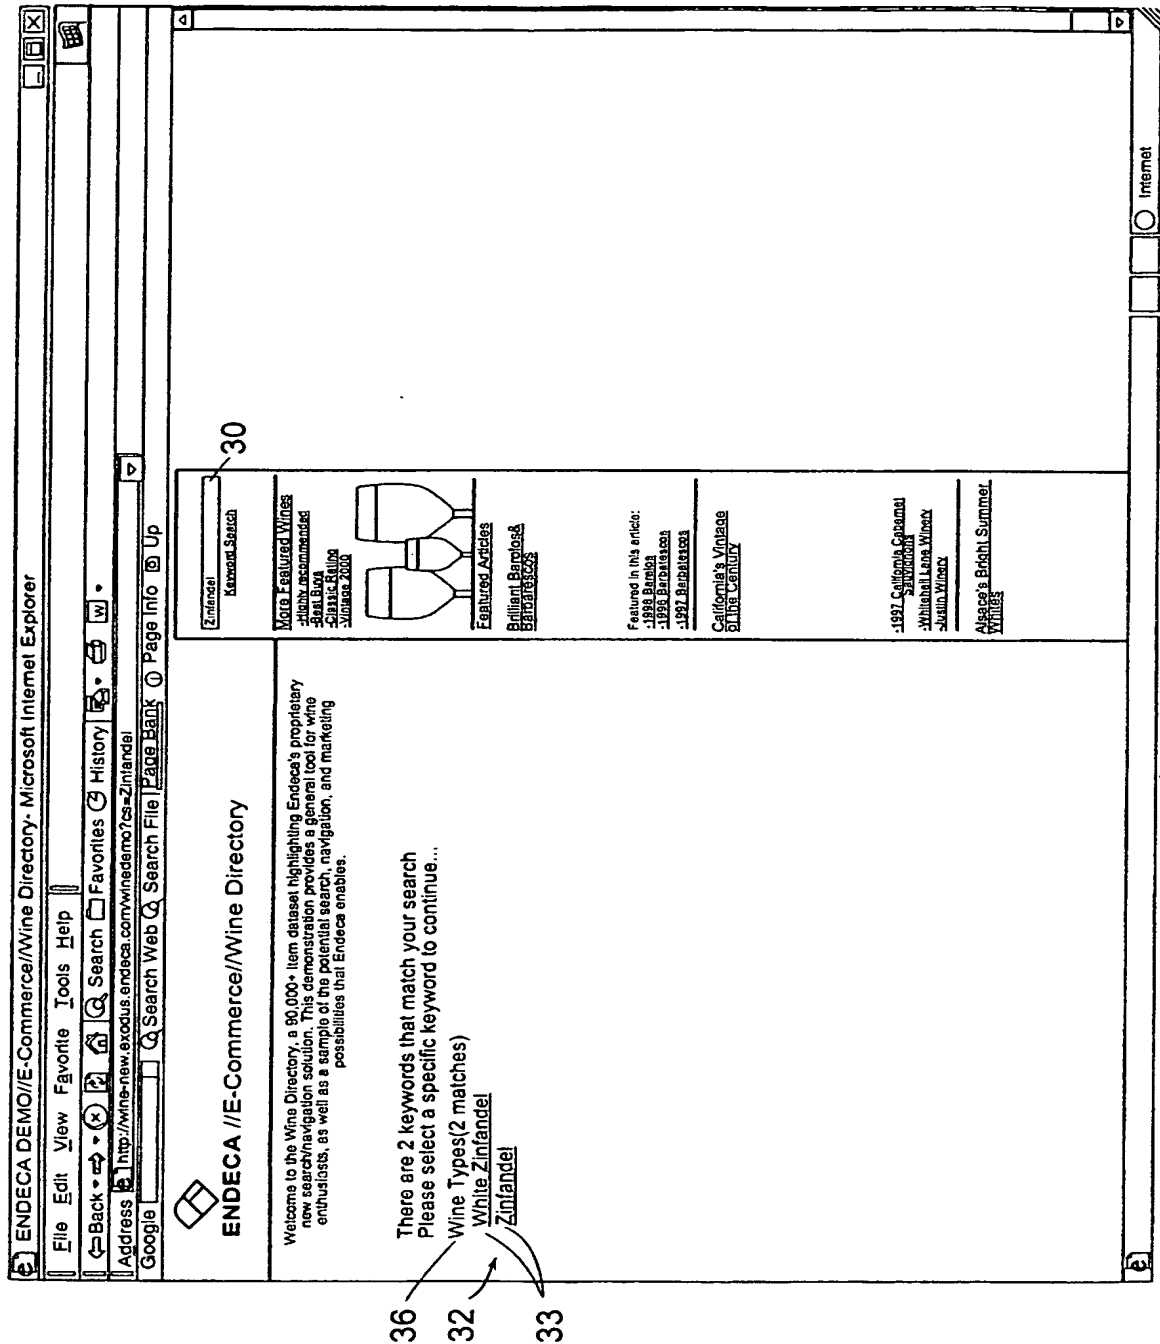 ENDECA DEMO//E-Commerce//Wine Directory- Microsoft Internet Explorer
File Edit View Favorite Tools Help
Back Search Favorites History W
Address http://wine-new.exodus.endeca.com/winedemo?cs=Zinfandel
Google Search Web Search File Page Bank Page Info Up
ENDECA //E-Commerce//Wine Directory
Welcome to the Wine Directory, a 90,000+ item dataset highlighting Endeca's proprietary
new search/navigation solution. This demonstration provides a general tool for wine
enthusiasts, as well as a sample of the potential search, navigation, and marketing
possibilities that Endeca enables.
There are 2 keywords that match your search
Please select a specific keyword to continue...
36
Wine Types(2 matches)
32
White Zinfandel
33
Zinfandel
Zinfandel
30
Keyword Search
More Featured Wines
-Highly recommended
-Best Buys
-Classic Rating
-Vintage 2000
Featured Articles
Brilliant Barolos&
Barbarescos
Featured in this article:
-1998 Barolos
-1996 Barbarescos
-1997 Barbarescos
California's Vintage
of the Century
-1997 California Cabernet
Sauvignons
-Whitehall Lane Winery
-Justin Winery
Alsace's Bright Summer
Whites
Internet